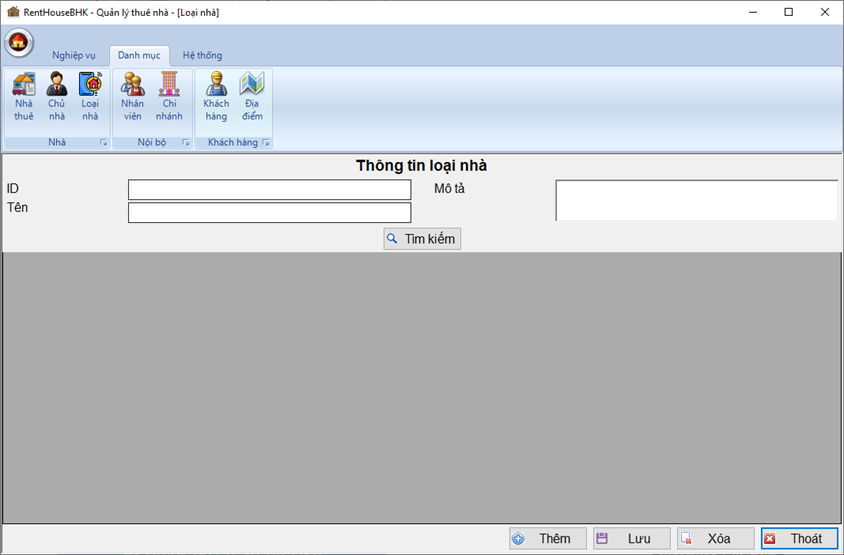 RentHouseBHK - Quản lý thuê nhà - [Loại nhà]
Nghiệp vụ Danh mục Hệ thống
Nhà thuê
Chủ nhà
Loại nhà
Nhân viên
Chi nhánh
Khách hàng
Địa điểm
Nhà Nội bộ Khách hàng
Thông tin loại nhà
ID
Mô tả
Tên
Tìm kiếm
Thêm Lưu Xóa Thoát